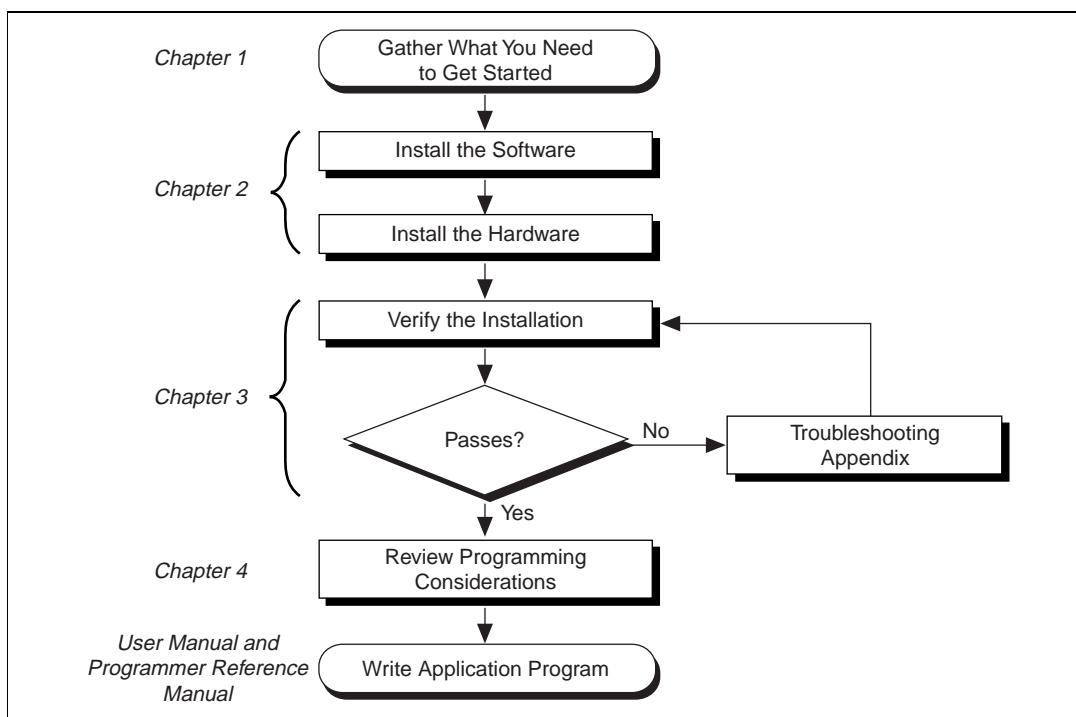 Chapter 1
Gather What You Need
to Get Started
Chapter 2
Install the Software
Install the Hardware
Chapter 3
Verify the Installation
Passes?
No
Troubleshooting
Appendix
Yes
Chapter 4
Review Programming
Considerations
User Manual and
Programmer Reference
Manual
Write Application Program